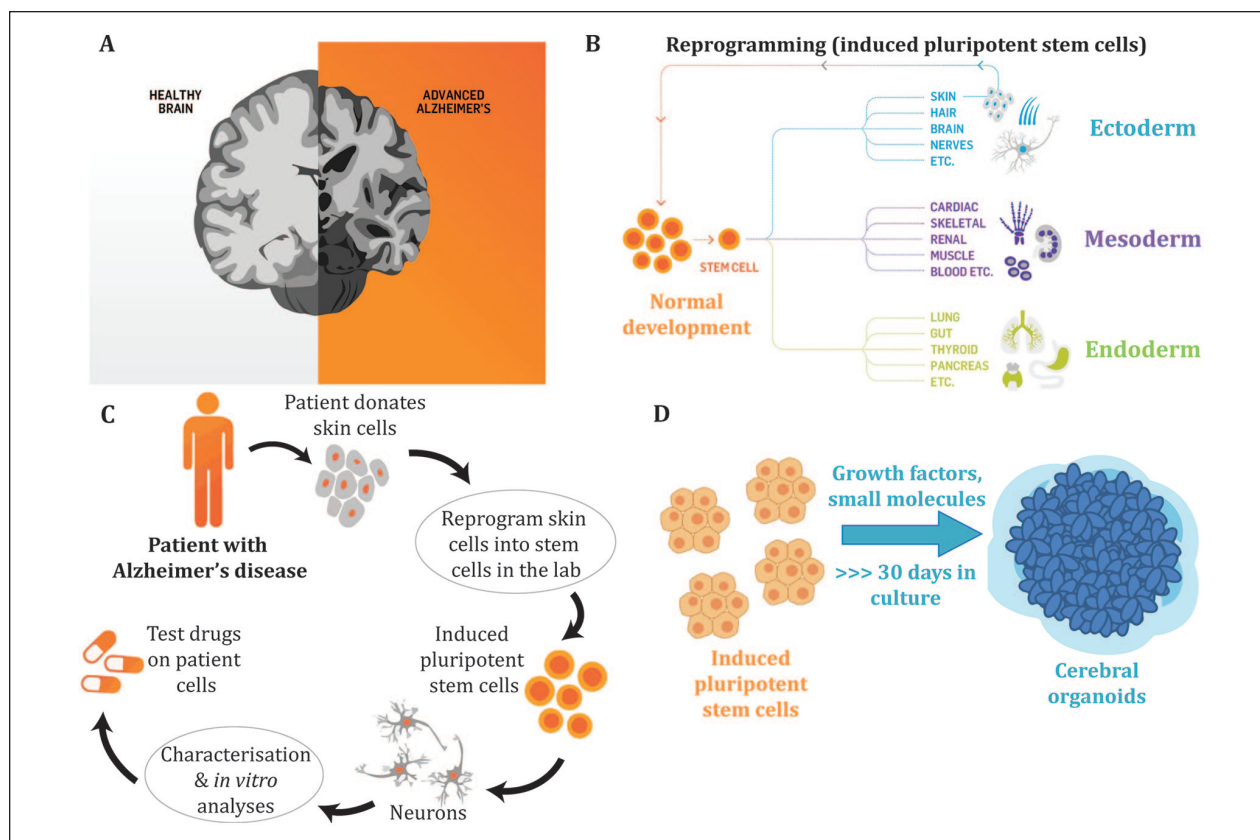 A
HEALTHY
BRAIN
ADVANCED
ALZHEIMER'S
B
Reprogramming (induced pluripotent stem cells)
SKIN
HAIR
BRAIN
NERVES
ETC.
Ectoderm
CARDIAC
SKELETAL
RENAL
MUSCLE
BLOOD ETC.
Mesoderm
STEM CELL
Normal
development
LUNG
GUT
THYROID
PANCREAS
ETC.
Endoderm
C
Patient donates
skin cells
Patient with
Alzheimer's disease
Reprogram skin
cells into stem
cells in the lab
Induced
pluripotent
stem cells
Neurons
Characterisation
& in vitro
analyses
Test drugs
on patient
cells
D
Growth factors,
small molecules
>>> 30 days in
culture
Induced
pluripotent
stem cells
Cerebral
organoids